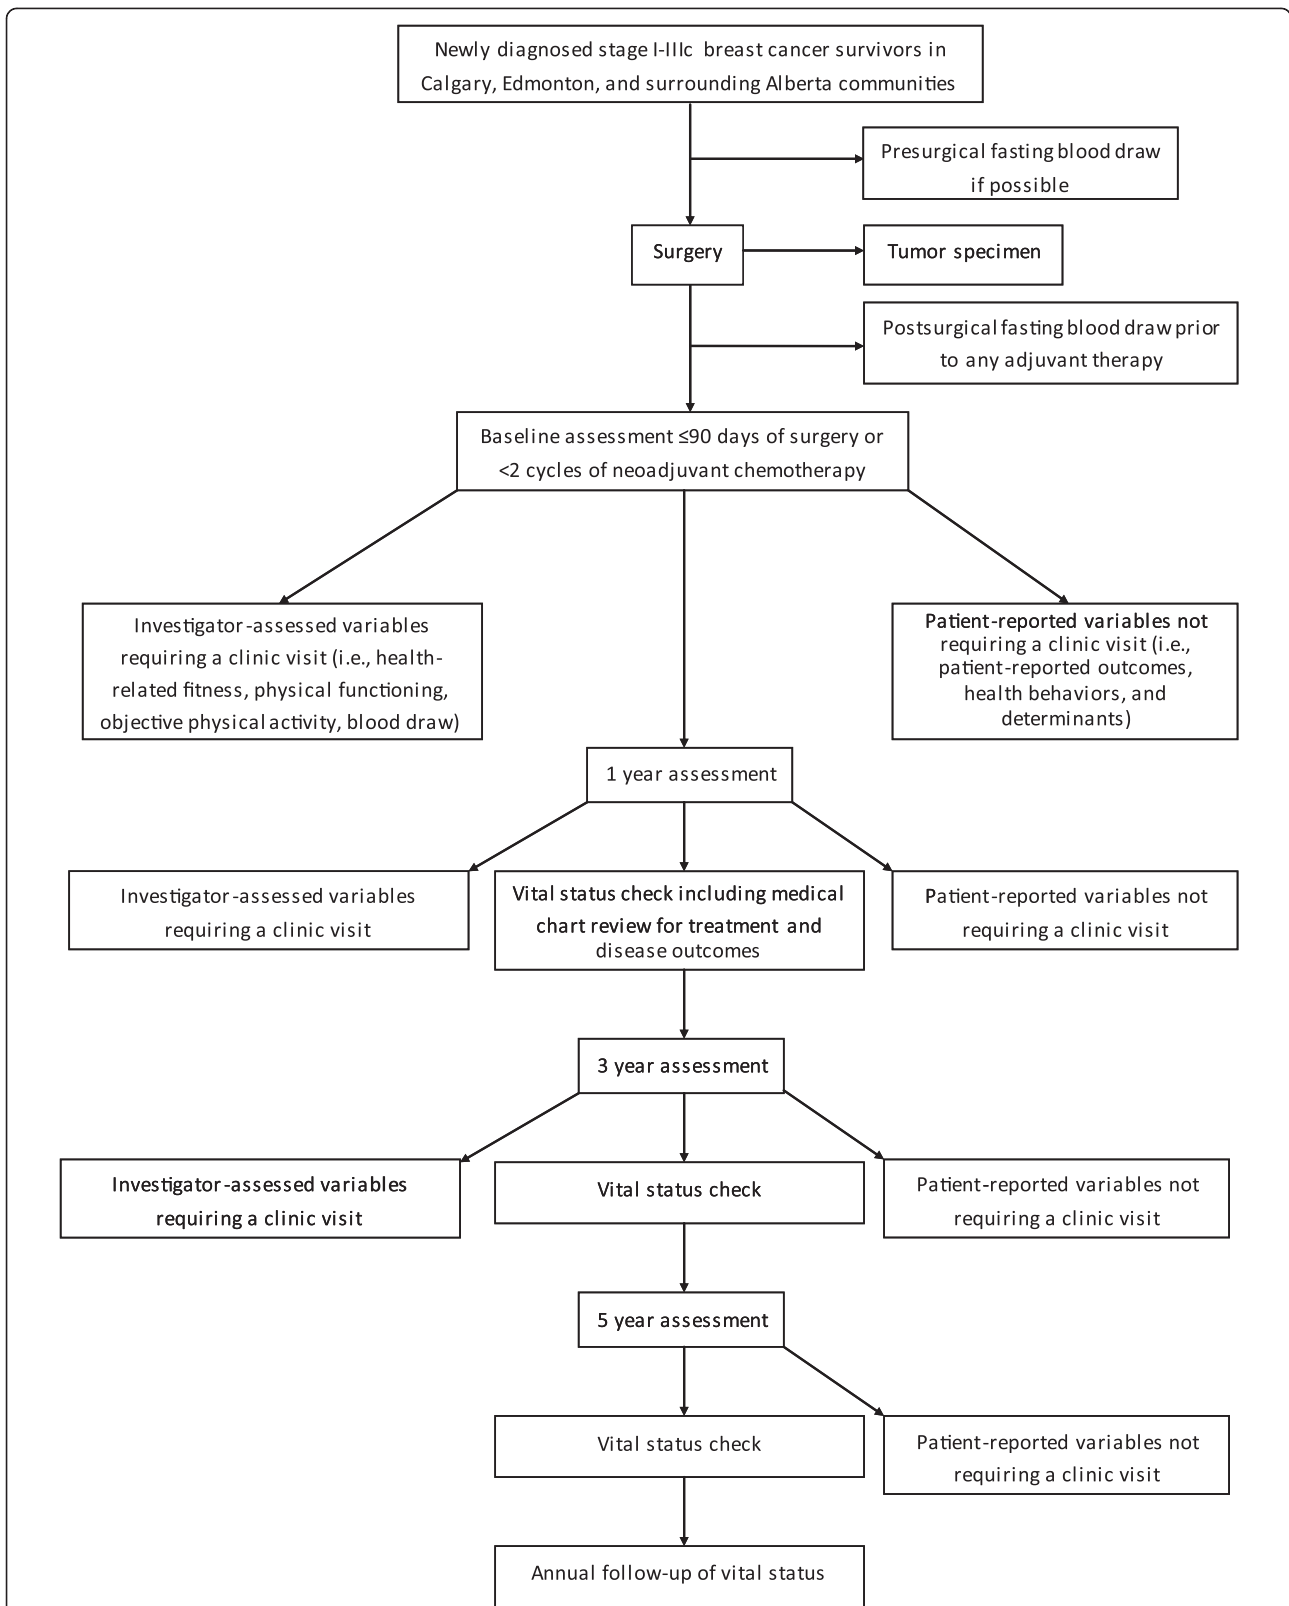 Newly diagnosed stage I-IIIc breast cancer survivors in
Calgary, Edmonton, and surrounding Alberta communities
Presurgical fasting blood draw
if possible
Surgery
Tumor specimen
Postsurgical fasting blood draw prior
to any adjuvant therapy
Baseline assessment ≤90 days of surgery or
<2 cycles of neoadjuvant chemotherapy
Investigator-assessed variables
requiring a clinic visit (i.e., health-
related fitness, physical functioning,
objective physical activity, blood draw)
Patient-reported variables not
requiring a clinic visit (i.e.,
patient-reported outcomes,
health behaviors, and
determinants)
1 year assessment
Investigator-assessed variables
requiring a clinic visit
Vital status check including medical
chart review for treatment and
disease outcomes
Patient-reported variables not
requiring a clinic visit
3 year assessment
Investigator-assessed variables
requiring a clinic visit
Vital status check
Patient-reported variables not
requiring a clinic visit
5 year assessment
Vital status check
Patient-reported variables not
requiring a clinic visit
Annual follow-up of vital status